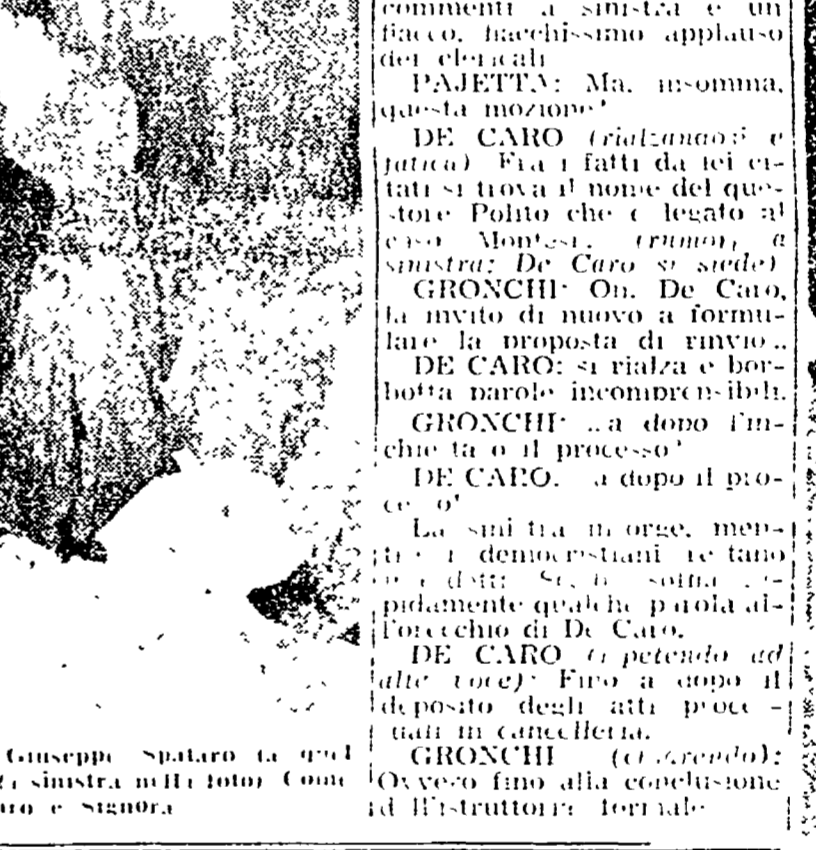 commenti a sinistra e un
fiacco, fiacchissimo applauso
dei clericali
PAJETTA: Ma, insomma,
questa mozione?
DE CARO (rialzandosi e
fatica) Fra i fatti da lei ci-
tati si trova il nome del que-
store Polito che è legato al
caso Montesi. (rumori a
sinistra; De Caro si siede)
GRONCHI: On. De Caro,
la invito di nuovo a formu-
lare la proposta di rinvio..
DE CARO: si rialza e bor-
botta parole incomprensibili.
GRONCHI: ..a dopo l'in-
chiesta o il processo?
DE CARO. a dopo il pro-
cesso!
La sinistra insorge, men-
tre i democristiani restano
soffia ra-
pidamente qualche parola al-
l'orecchio di De Caro.
DE CARO (ripetendo ad
alta voce): Fino a dopo il
deposito degli atti proces-
suali in cancelleria.
GRONCHI
Ovvero fino alla conclusione
dell'istruttoria formale
Giuseppe Spataro fa quel
sinistra nella foto) Come
e signora